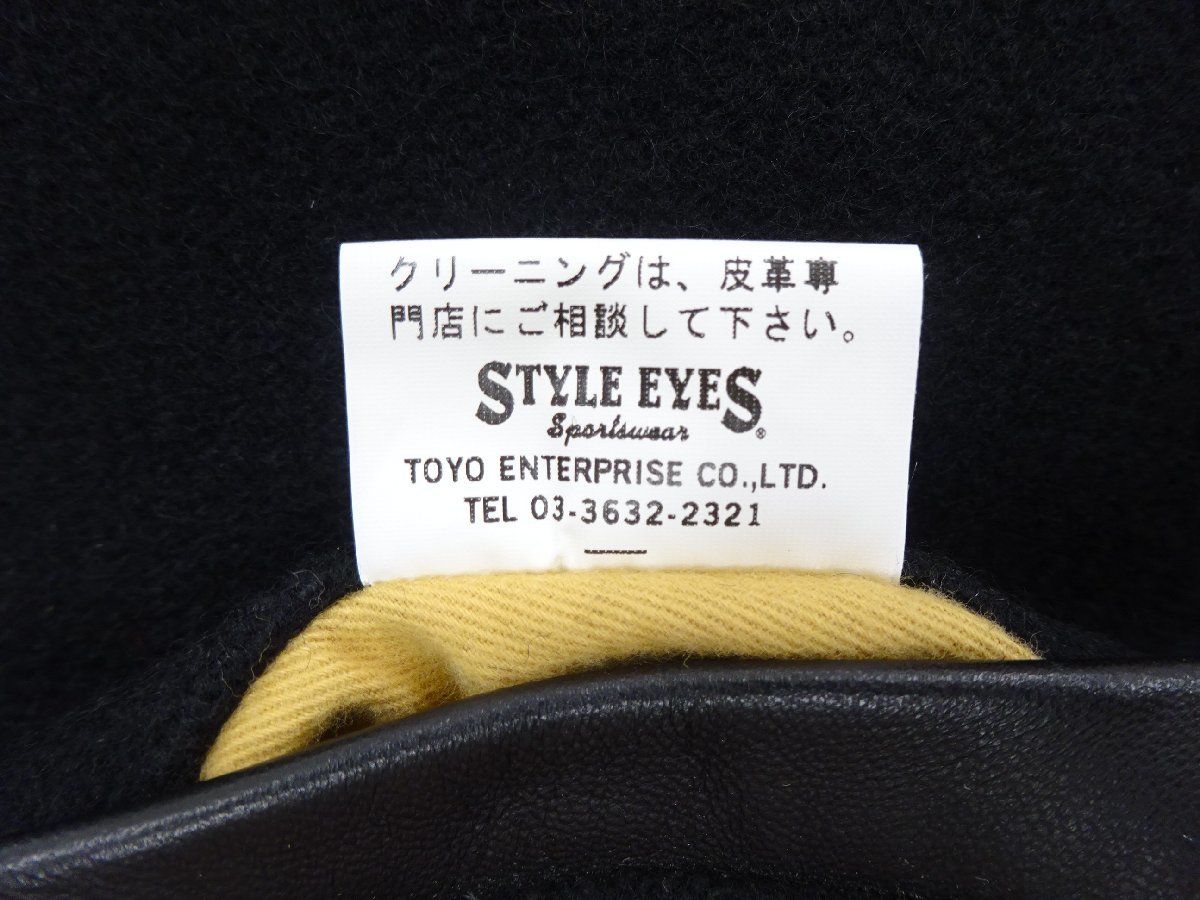 クリーニングは、皮革専
門店にご相談して下さい。
STYLE EYES
Sportswear ®
TOYO ENTERPRISE CO.,LTD.
TEL 03-3632-2321